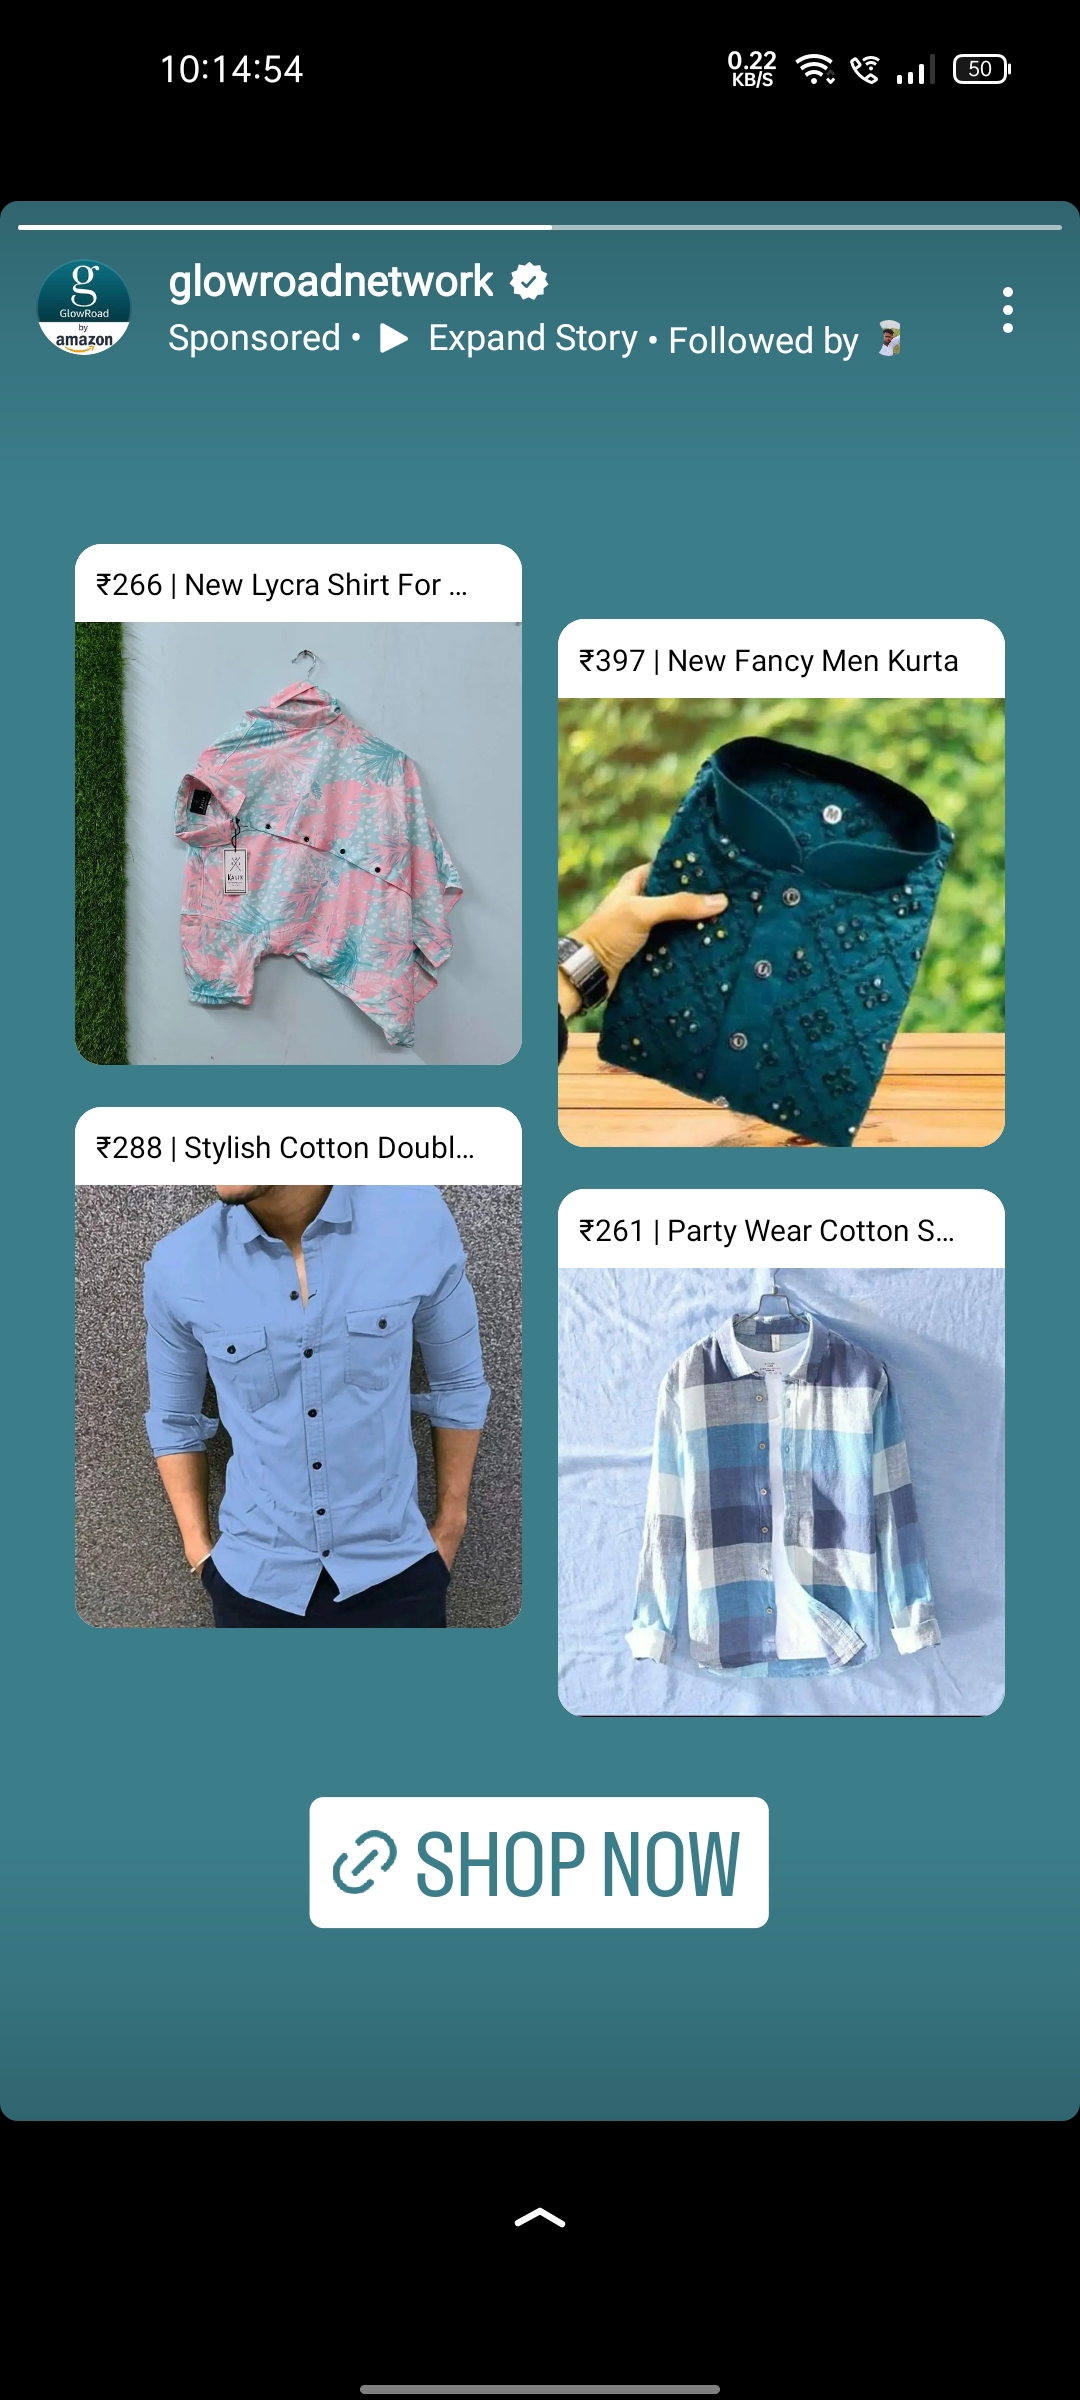 10:14:54
0.22
KB/S
50
g
GlowRoad
by
amazon
glowroadnetwork
Sponsored • Expand Story • Followed by
₹266 | New Lycra Shirt For ...
KALIX
₹397 | New Fancy Men Kurta
M
₹288 | Stylish Cotton Doubl...
₹261 | Party Wear Cotton S...
SHOP NOW